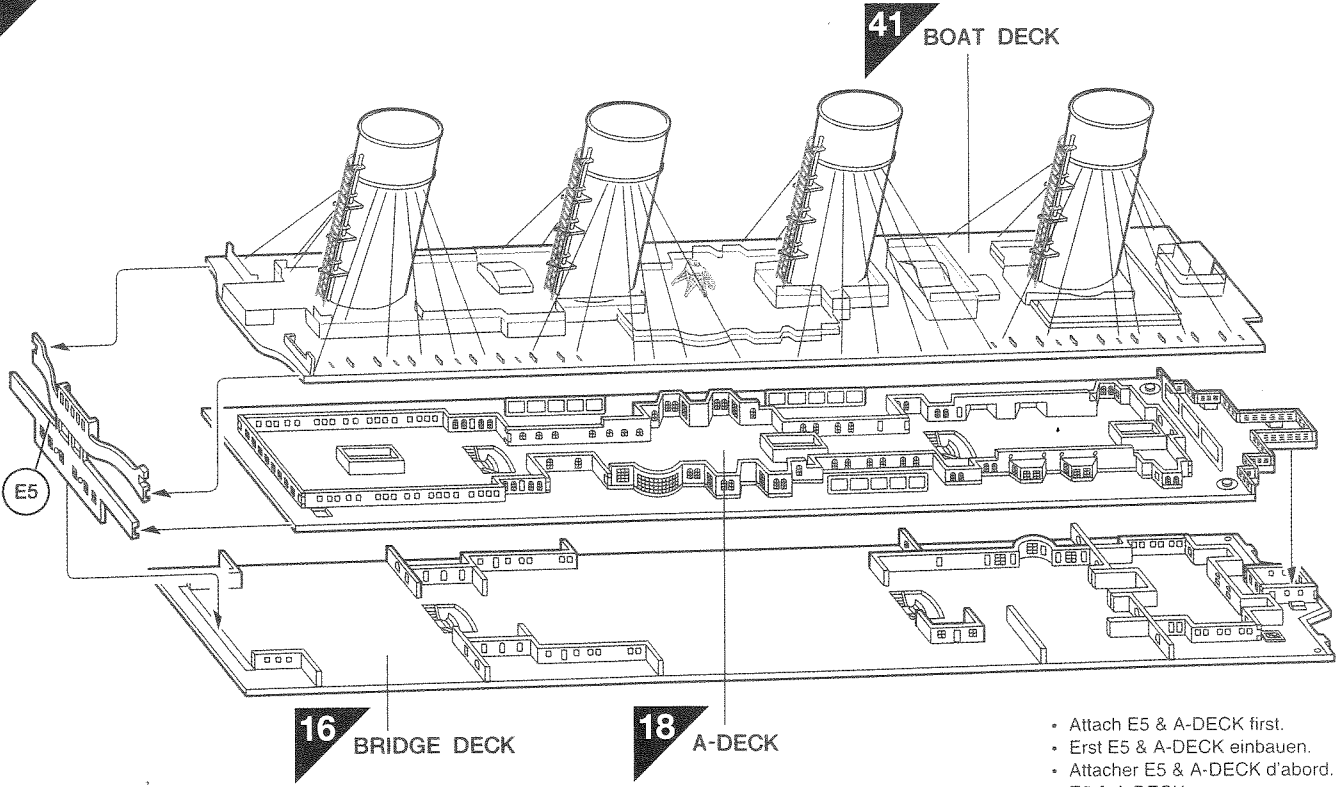 41 BOAT DECK
E5
16 BRIDGE DECK
18 A-DECK
• Attach E5 & A-DECK first.
• Erst E5 & A-DECK einbauen.
• Attacher E5 & A-DECK d'abord.